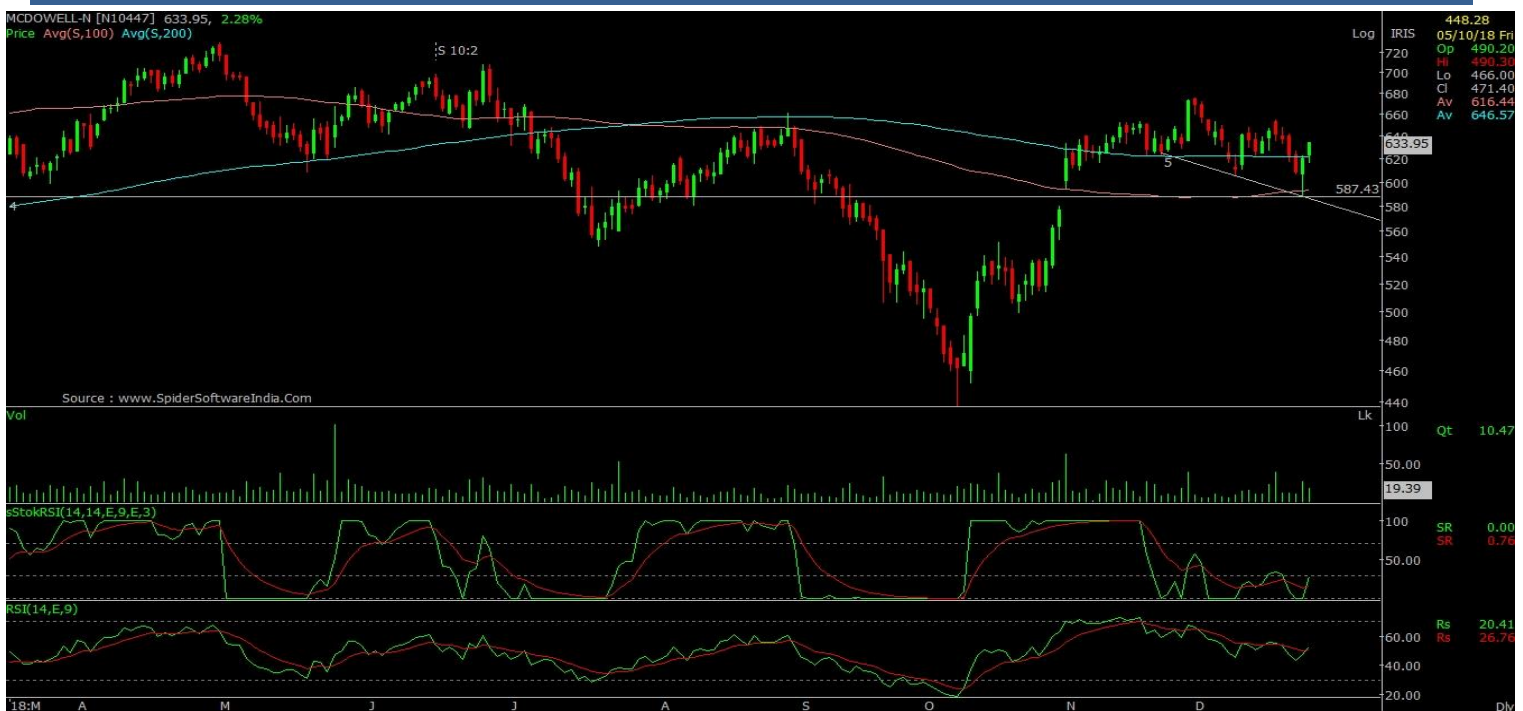 MCDOWELL-N [N10447] 633.95, 2.28%
Price Avg(S,100) Avg(S,200)
S 10:2
Log
IRIS
448.28
05/10/18 Fri
Op 490.20
Hi 490.30
Lo 466.00
Cl 471.40
Av 616.44
Av 646.57
720
700
680
660
640
633.95
620
600
587.43
580
560
540
520
500
480
460
440
4
5
Source : www.SpiderSoftwareIndia.Com
Vol
Lk
100
50.00
19.39
Qt 10.47
sStokRSI(14,14,E,9,E,3)
100
50.00
SR 0.00
SR 0.76
RSI(14,E,9)
60.00
40.00
20.00
Rs 20.41
Rs 26.76
'18:M A M J J A S O N D Dly